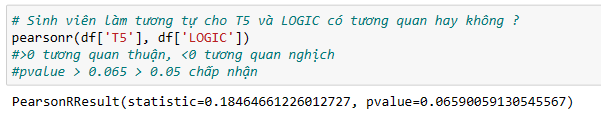 # Sinh viên làm tương tự cho T5 và LOGIC có tương quan hay không ?
pearsonr(df['T5'], df['LOGIC'])
#>0 tương quan thuận, <0 tương quan nghịch
#pvalue > 0.065 > 0.05 chấp nhận
PearsonRResult(statistic=0.18464661226012727, pvalue=0.06590059130545567)